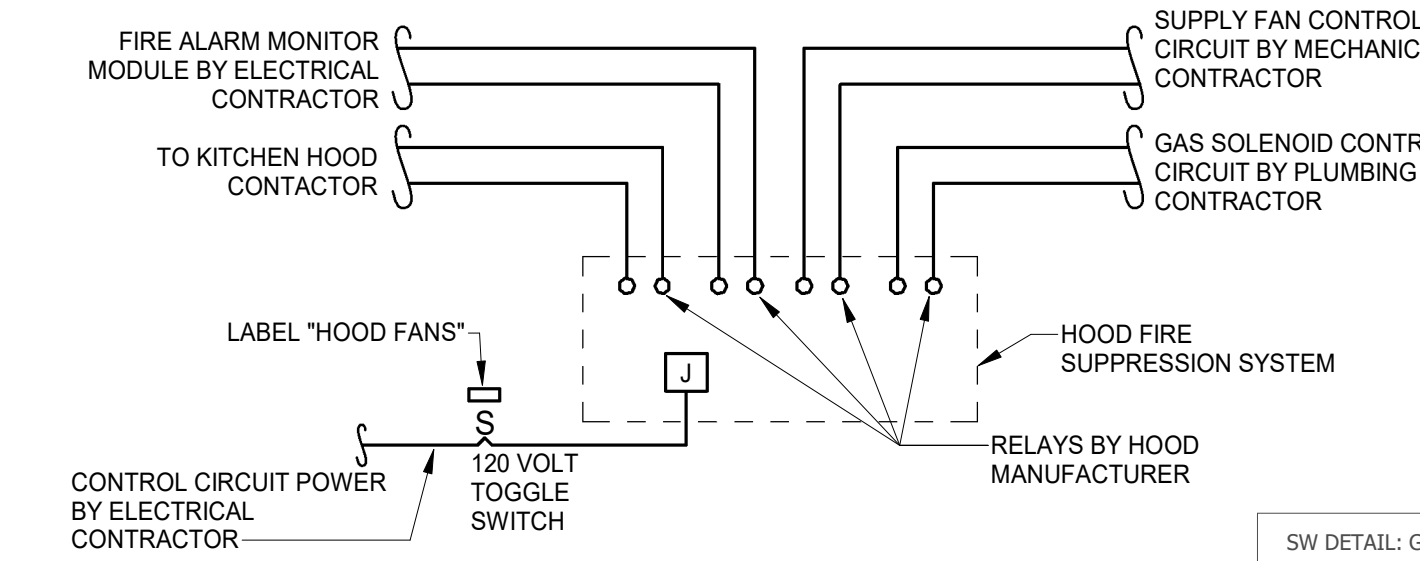 FIRE ALARM MONITOR
MODULE BY ELECTRICAL
CONTRACTOR
TO KITCHEN HOOD
CONTACTOR
SUPPLY FAN CONTROL
CIRCUIT BY MECHANIC
CONTRACTOR
GAS SOLENOID CONTR
CIRCUIT BY PLUMBING
CONTRACTOR
LABEL "HOOD FANS"
J
HOOD FIRE
SUPPRESSION SYSTEM
S
120 VOLT
TOGGLE
SWITCH
RELAYS BY HOOD
MANUFACTURER
CONTROL CIRCUIT POWER
BY ELECTRICAL
CONTRACTOR
SW DETAIL: G